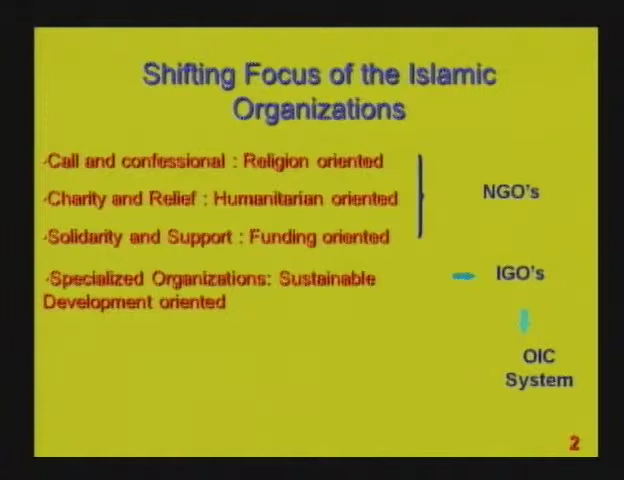 Shifting Focus of the Islamic
Organizations
·Call and confessional : Religion oriented
·Charity and Relief : Humanitarian oriented
·Solidarity and Support : Funding oriented
NGO's
·Specialized Organizations: Sustainable
Development oriented
IGO's
OIC
System
2